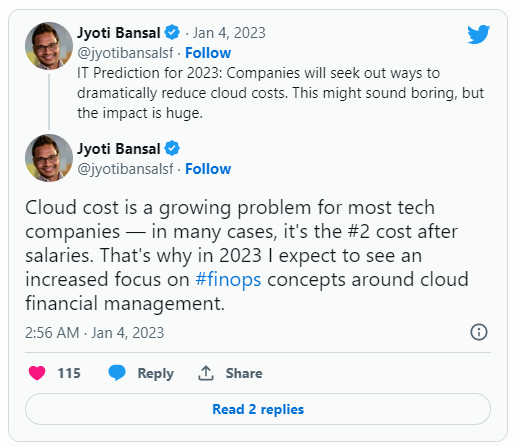 Jyoti Bansal · Jan 4, 2023
@jyotibansalsf · Follow
IT Prediction for 2023: Companies will seek out ways to
dramatically reduce cloud costs. This might sound boring, but
the impact is huge.
Jyoti Bansal
@jyotibansalsf · Follow
Cloud cost is a growing problem for most tech
companies — in many cases, it's the #2 cost after
salaries. That's why in 2023 I expect to see an
increased focus on #finops concepts around cloud
financial management.
2:56 AM · Jan 4, 2023
115 Reply Share
Read 2 replies